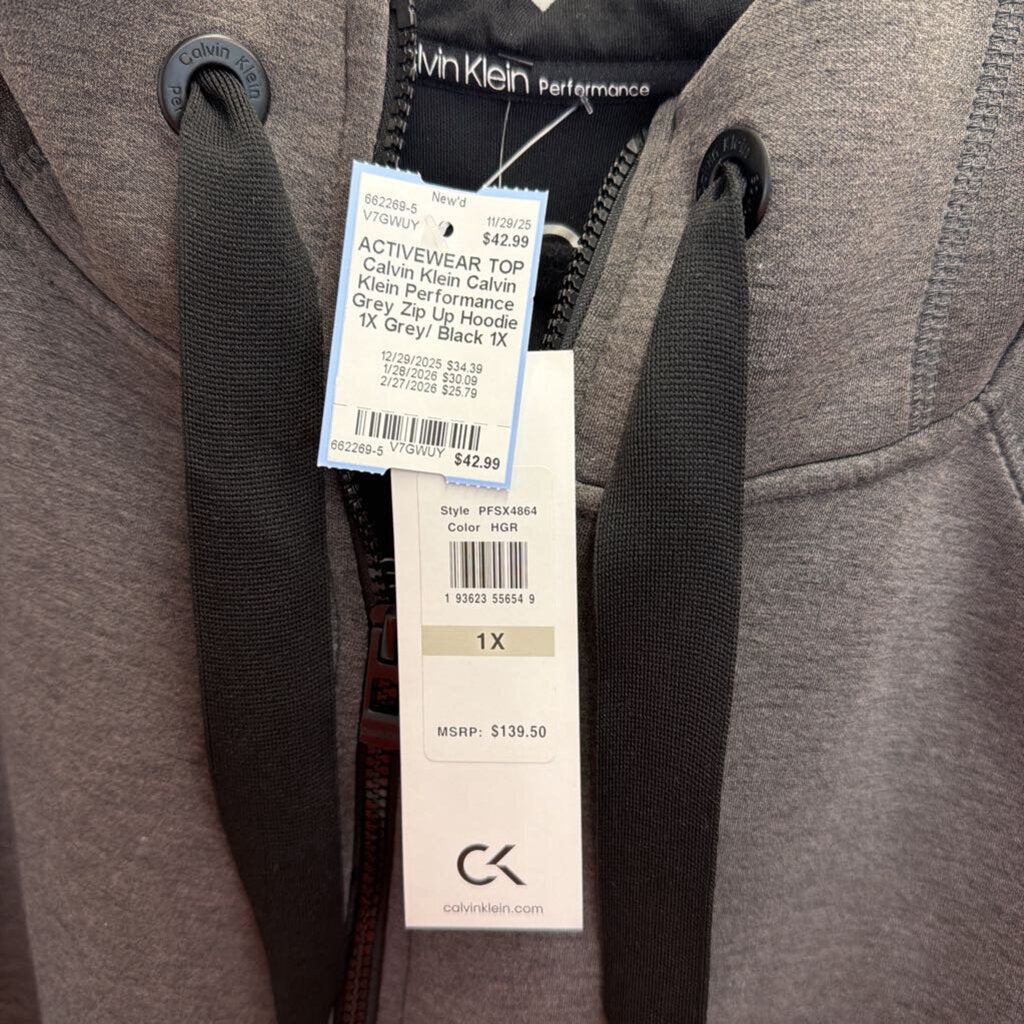 Calvin Klein
lvin Klein Performance
New'd
662269-5
V7GWUY
11/29/25
$42.99
ACTIVEWEAR TOP
Calvin Klein Calvin
Klein Performance
Grey Zip Up Hoodie
1X Grey/ Black 1X
12/29/2025 $34.39
1/28/2026 $30.09
2/27/2026 $25.79
662269-5 V7GWUY $42.99
Style PFSX4864
Color HGR
1 93623 55654 9
1X
MSRP: $139.50
CK
calvinklein.com